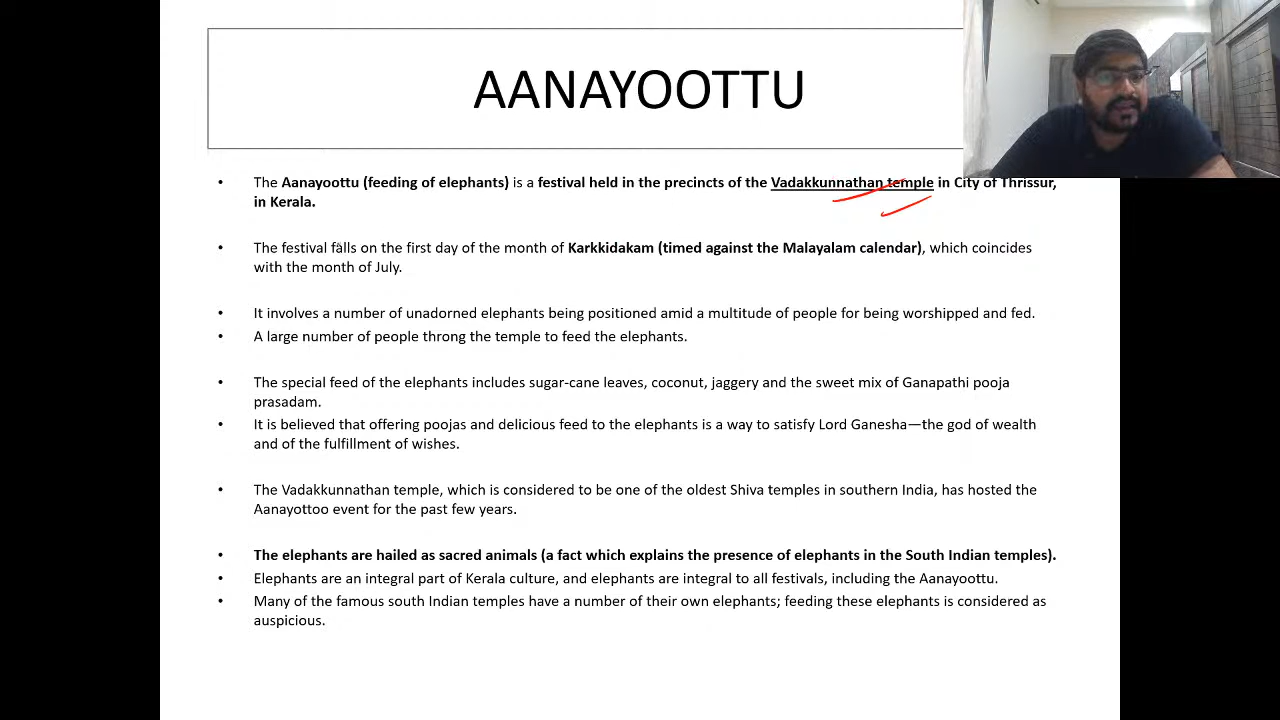 AANAYOOTTU
• The Aanayoottu (feeding of elephants) is a festival held in the precincts of the Vadakkunnathan temple in City of Thrissur,
in Kerala.
• The festival falls on the first day of the month of Karkkidakam (timed against the Malayalam calendar), which coincides
with the month of July.
• It involves a number of unadorned elephants being positioned amid a multitude of people for being worshipped and fed.
• A large number of people throng the temple to feed the elephants.
• The special feed of the elephants includes sugar-cane leaves, coconut, jaggery and the sweet mix of Ganapathi pooja
prasadam.
• It is believed that offering poojas and delicious feed to the elephants is a way to satisfy Lord Ganesha—the god of wealth
and of the fulfillment of wishes.
• The Vadakkunnathan temple, which is considered to be one of the oldest Shiva temples in southern India, has hosted the
Aanayottoo event for the past few years.
• The elephants are hailed as sacred animals (a fact which explains the presence of elephants in the South Indian temples).
• Elephants are an integral part of Kerala culture, and elephants are integral to all festivals, including the Aanayoottu.
• Many of the famous south Indian temples have a number of their own elephants; feeding these elephants is considered as
auspicious.